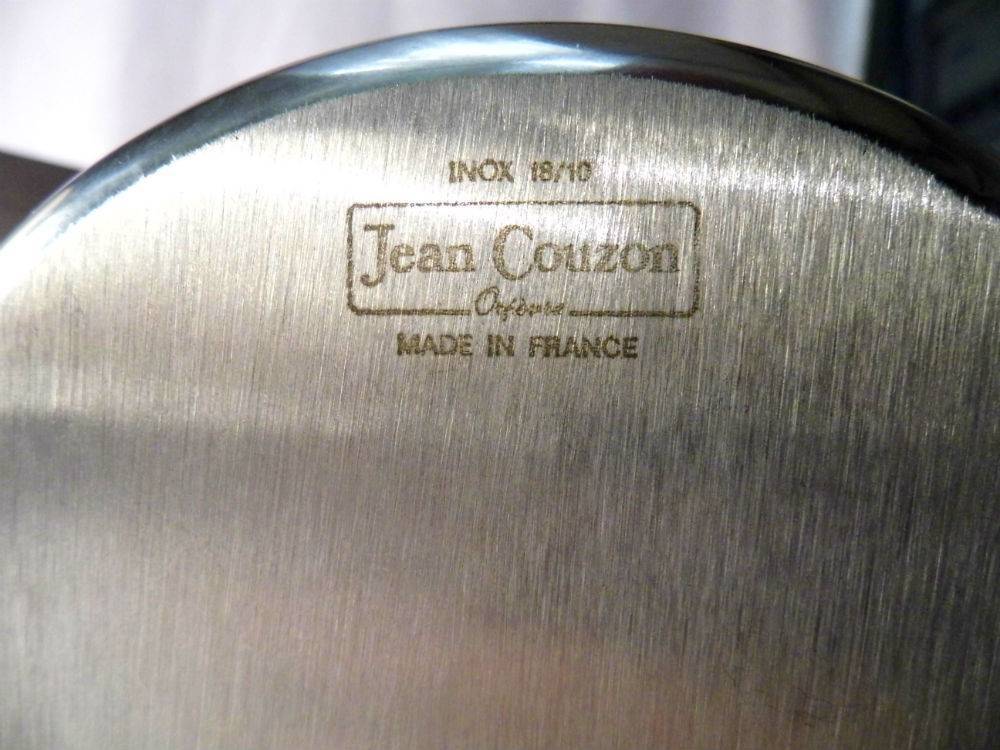 INOX 18/10
Jean Couzon
Orfèvre
MADE IN FRANCE